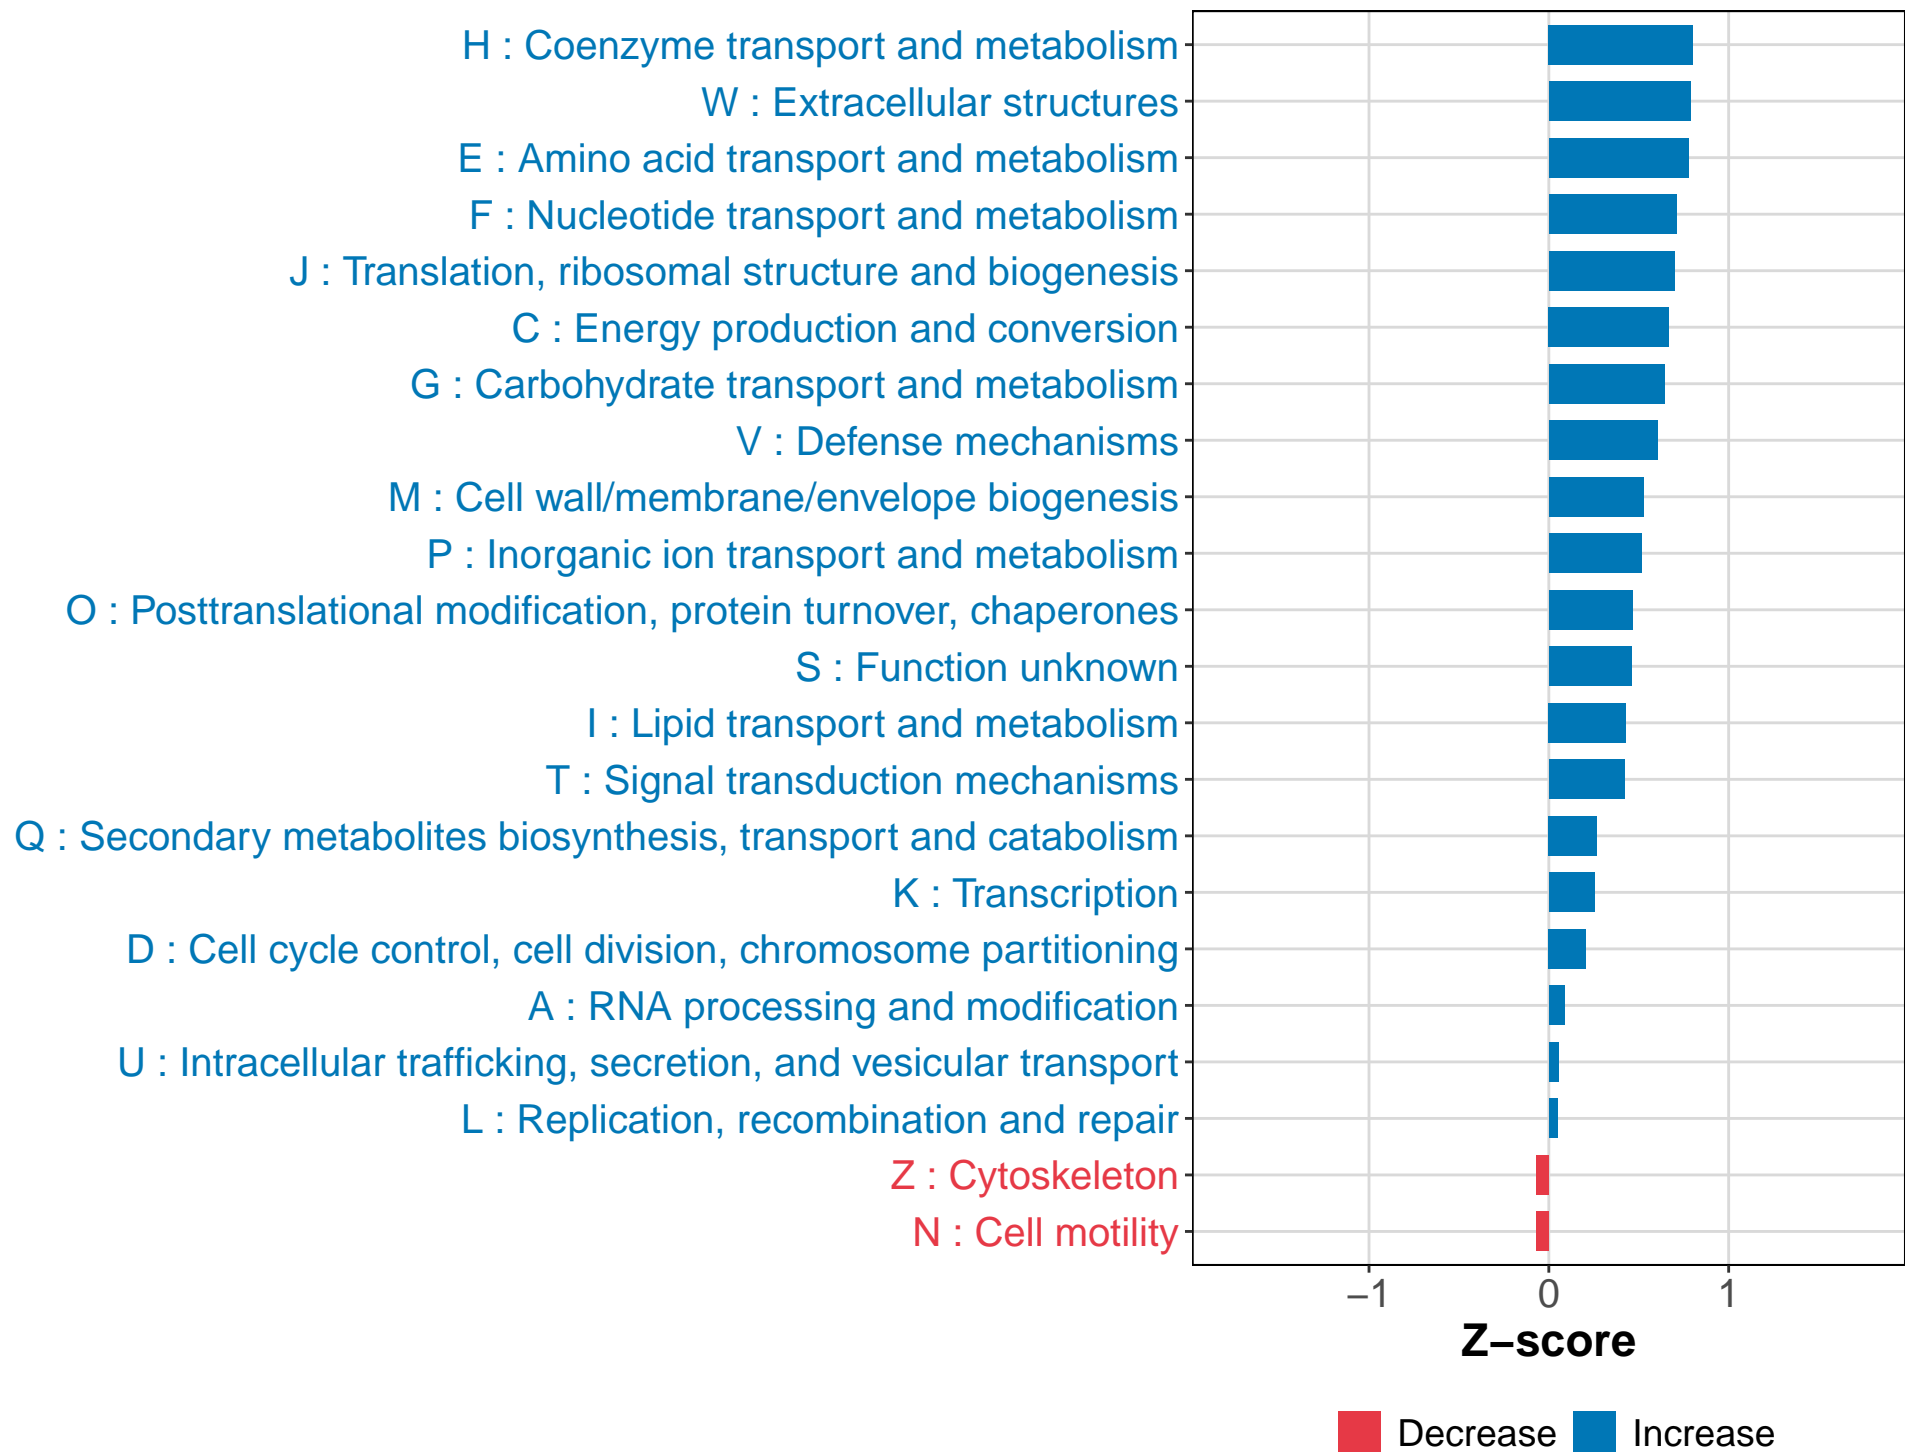 H : Coenzyme transport and metabolism
W : Extracellular structures
E : Amino acid transport and metabolism
F : Nucleotide transport and metabolism
J : Translation, ribosomal structure and biogenesis
C : Energy production and conversion
G : Carbohydrate transport and metabolism
V : Defense mechanisms
M : Cell wall/membrane/envelope biogenesis
P : Inorganic ion transport and metabolism
O : Posttranslational modification, protein turnover, chaperones
S : Function unknown
I : Lipid transport and metabolism
T : Signal transduction mechanisms
Q : Secondary metabolites biosynthesis, transport and catabolism
K : Transcription
D : Cell cycle control, cell division, chromosome partitioning
A : RNA processing and modification
U : Intracellular trafficking, secretion, and vesicular transport
L : Replication, recombination and repair
Z : Cytoskeleton
N : Cell motility
−1 0 1
Z−score
Decrease Increase